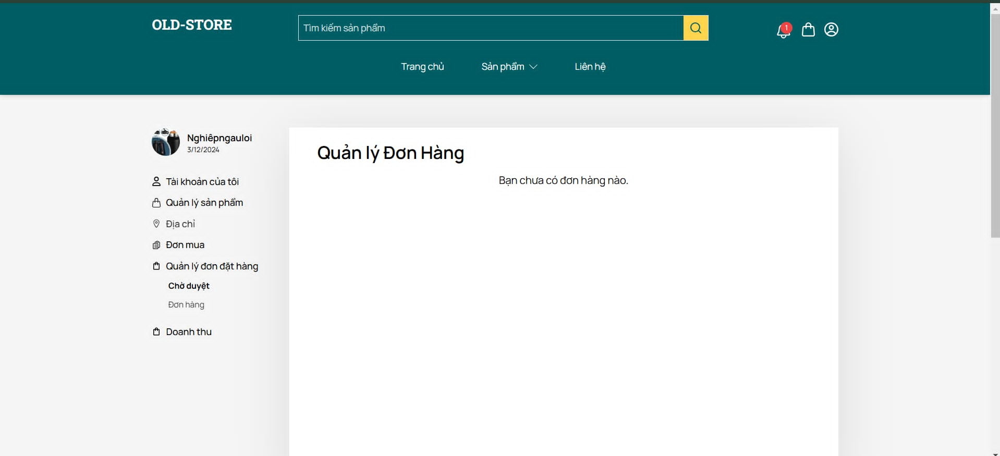 OLD-STORE
Tìm kiếm sản phẩm
1
Trang chủ
Sản phẩm
Liên hệ
Nghiêpngauloi
3/12/2024
Tài khoản của tôi
Quản lý sản phẩm
Địa chỉ
Đơn mua
Quản lý đơn đặt hàng
Chờ duyệt
Đơn hàng
Doanh thu
Quản lý Đơn Hàng
Bạn chưa có đơn hàng nào.